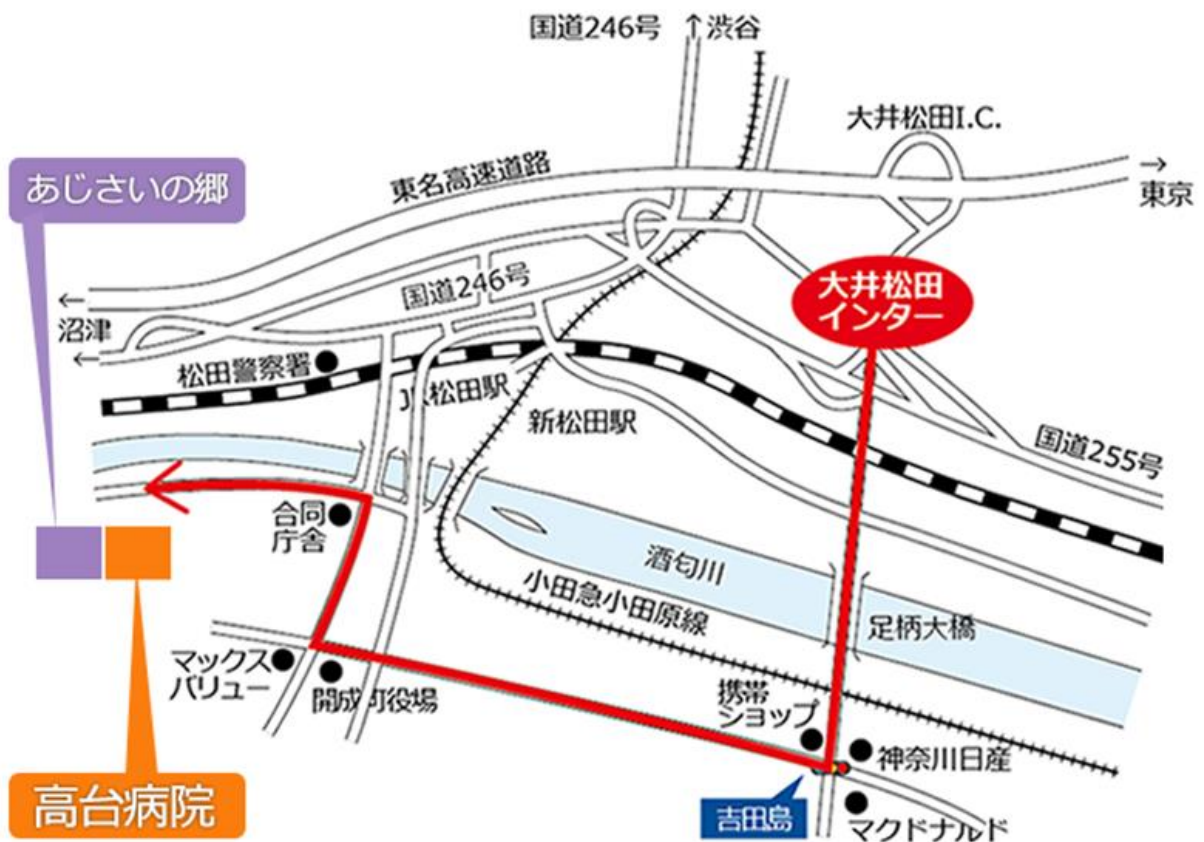 国道246号 ↑渋谷
大井松田I.C.
東名高速道路
→
東京
あじさいの郷
大井松田
インター
国道246号
←
沼津
←
松田警察署
JR松田駅
新松田駅
国道255号
合同
庁舎
酒匂川
小田急小田原線
足柄大橋
マックス
バリュー
開成町役場
携帯
ショップ
神奈川日産
吉田島
マクドナルド
高台病院